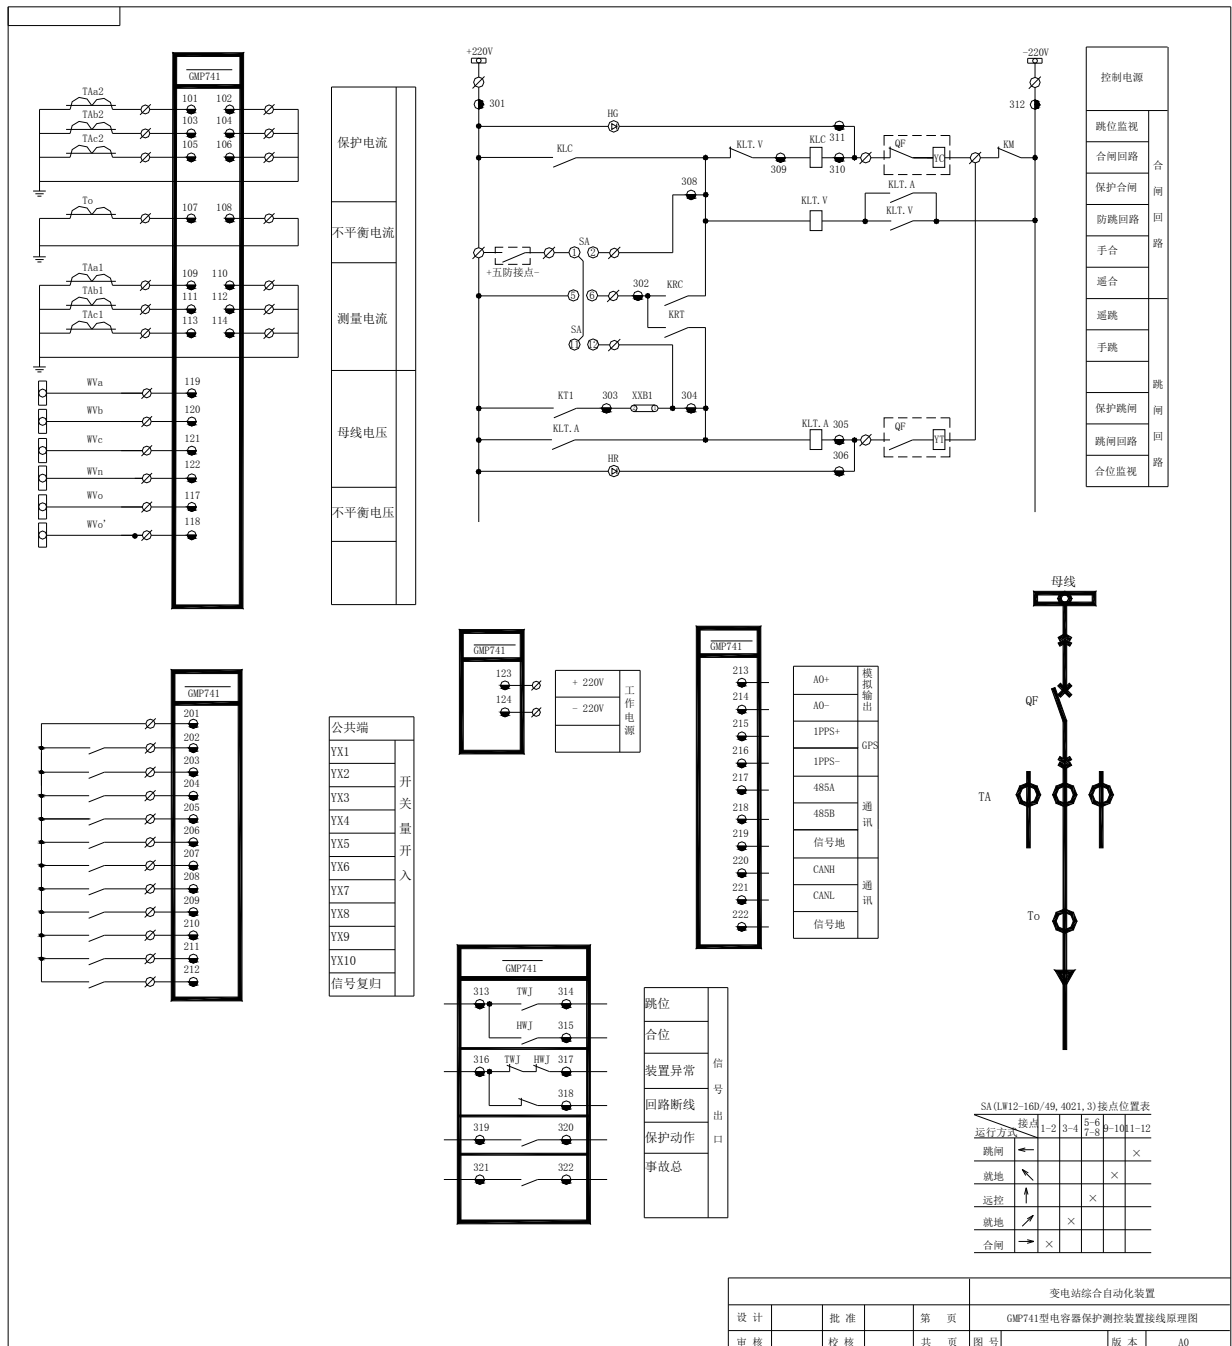 GMP741
TAa2
101 102
TAb2
103 104
TAc2
105 106
To
107 108
TAa1
109 110
TAb1
111 112
TAc1
113 114
WVa
119
WVb
120
WVc
121
WVn
122
WVo
117
WVo'
118
保护电流
不平衡电流
测量电流
母线电压
不平衡电压
+220V
-220V
301
312
HG
311
KLC
KLT.V
309
KLC
310
QF
YC
KM
308
KLT.V
KLT.A
KLT.V
SA
1 2
+五防接点-
5 6
302
KRC
KRT
SA
11 12
KT1
303
XXB1
304
KLT.A
KLT.A
305
QF
YT
306
HR
控制电源
跳位监视
合闸回路
保护合闸
防跳回路
手合
遥合
合闸回路
遥跳
手跳
保护跳闸
跳闸回路
合位监视
跳闸回路
母线
QF
TA
To
GMP741
201
202
203
204
205
206
207
208
209
210
211
212
公共端
YX1
YX2
YX3
YX4
YX5
YX6
YX7
YX8
YX9
YX10
信号复归
开关量开入
GMP741
123
124
+ 220V
- 220V
工作电源
GMP741
213
214
215
216
217
218
219
220
221
222
AO+
AO-
模拟输出
1PPS+
1PPS-
GPS
485A
485B
信号地
通讯
CANH
CANL
信号地
通讯
GMP741
313 TWJ 314
HWJ 315
316 TWJ HWJ 317
318
319 320
321 322
跳位
合位
装置异常
回路断线
保护动作
事故总
信号出口
SA(LW12-16D/49,4021,3)接点位置表
接点
运行方式
1-2 3-4 5-6 7-8 9-10 11-12
跳闸 ← ×
就地 ↖ ×
远控 ↑ ×
就地 ↗ ×
合闸 → ×
变电站综合自动化装置
设 计 批 准 第 页 GMP741型电容器保护测控装置接线原理图
审 核 校 核 共 页 图 号 版 本 A0